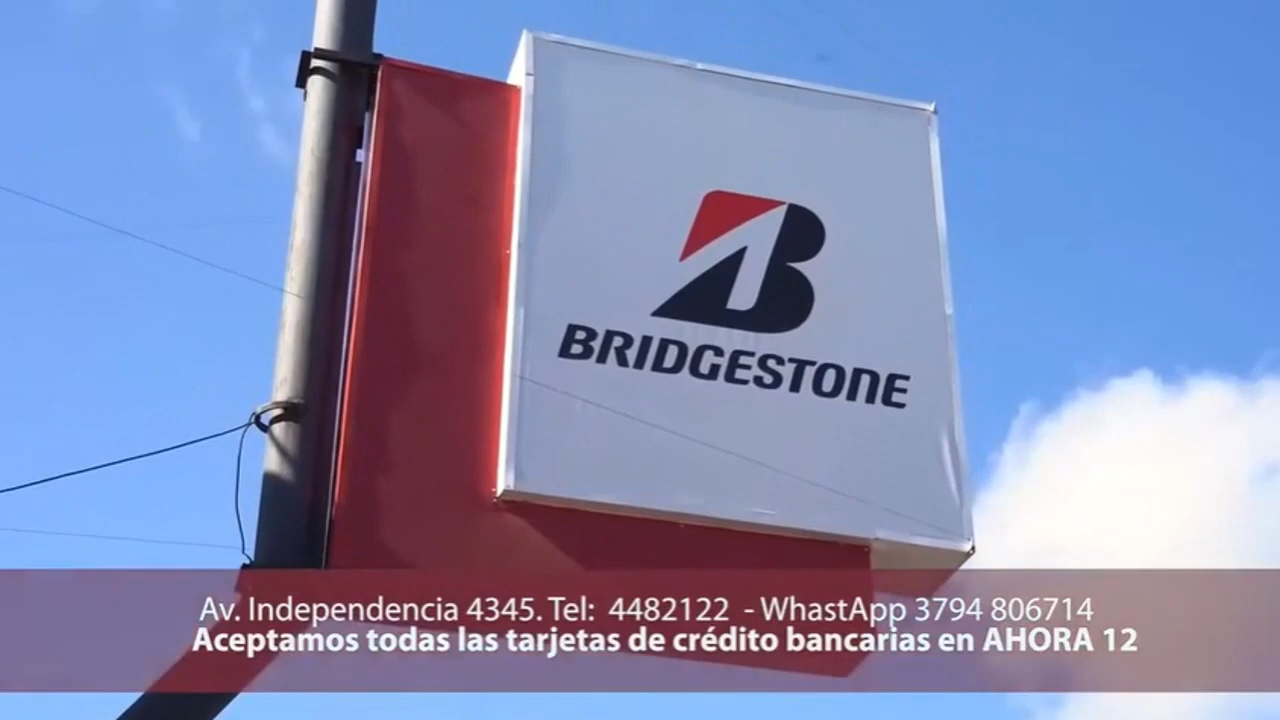 BRIDGESTONE
Av. Independencia 4345. Tel:  4482122  - WhastApp 3794 806714
Aceptamos todas las tarjetas de crédito bancarias en AHORA 12